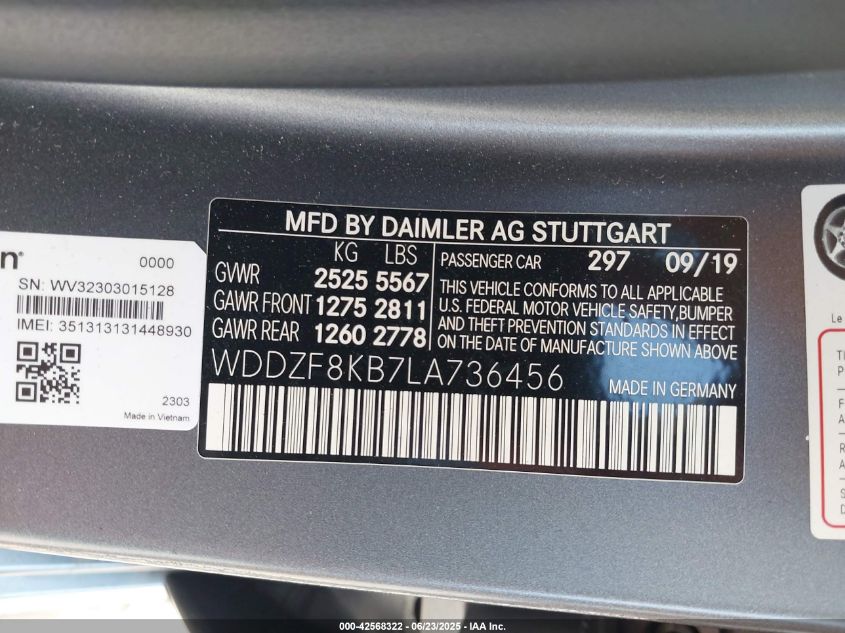 n
0000
SN: WV32303015128
IMEI: 351313131448930
2303
Made in Vietnam
MFD BY DAIMLER AG STUTTGART
KG LBS
GVWR 2525 5567
GAWR FRONT 1275 2811
GAWR REAR 1260 2778
PASSENGER CAR 297 09/19
THIS VEHICLE CONFORMS TO ALL APPLICABLE
U.S. FEDERAL MOTOR VEHICLE SAFETY,BUMPER
AND THEFT PREVENTION STANDARDS IN EFFECT
ON THE DATE OF MANUFACTURE SHOWN ABOVE
WDDZF8KB7LA736456
MADE IN GERMANY
Le
T
P
F
A
R
A
S
D
000-42568322 - 06/23/2025 - IAA Inc.